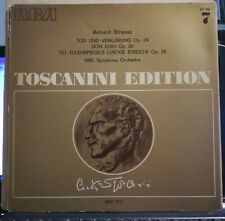 RCA
Richard Strauss
TOD UND VERKLÄRUNG Op. 24
DON JUAN Op. 20
TILL EULENSPIEGELS LUSTIGE STREICHE Op. 28
NBC Symphony Orchestra
7
TOSCANINI EDITION